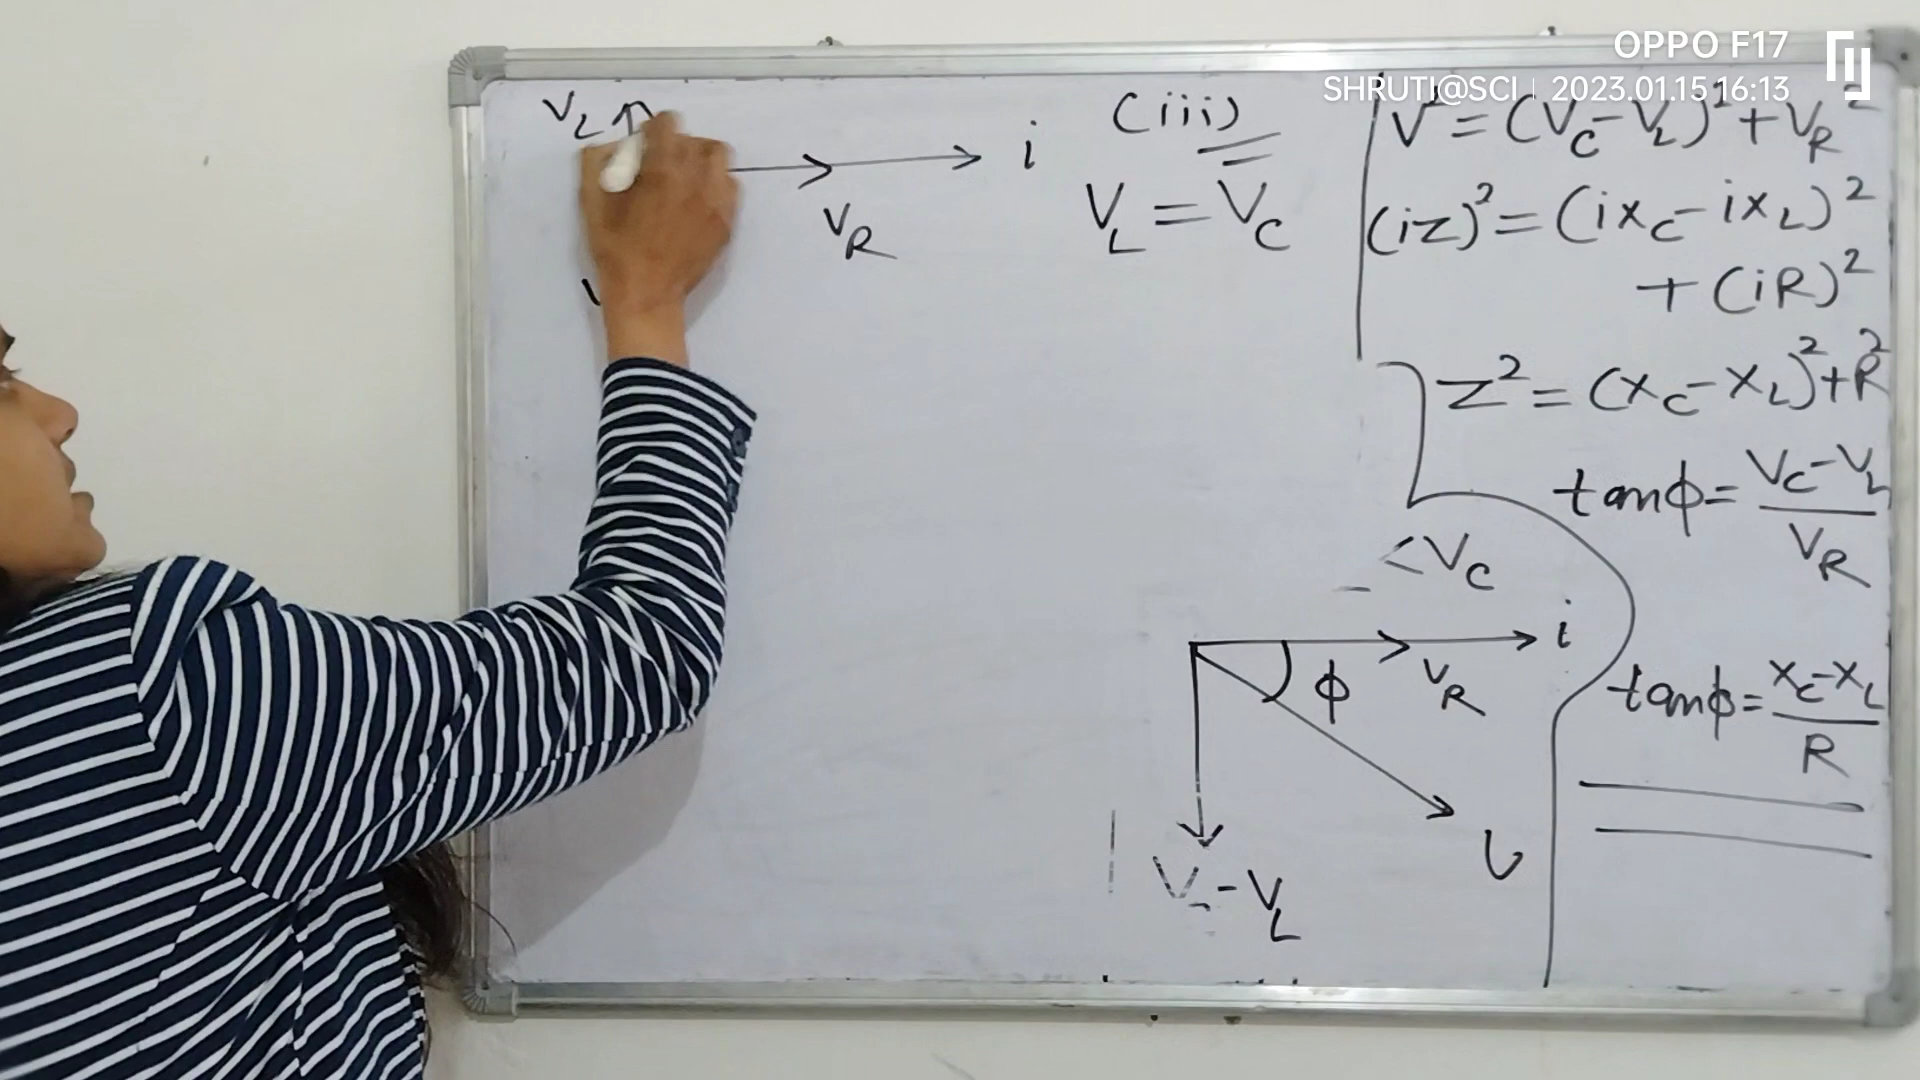 OPPO F17
SHRUTI@SCI | 2023.01.15 16:13
V_L
i
V_R
(iii)
V_L = V_C
V² = (V_C - V_L)² + V_R²
(iz)² = (ix_C - ix_L)²
+ (iR)²
z² = (x_C - x_L)² + R²
tanϕ = (V_C - V_L) / V_R
< V_C
i
ϕ
V_R
tanϕ = (x_C - x_L) / R
V - V_L